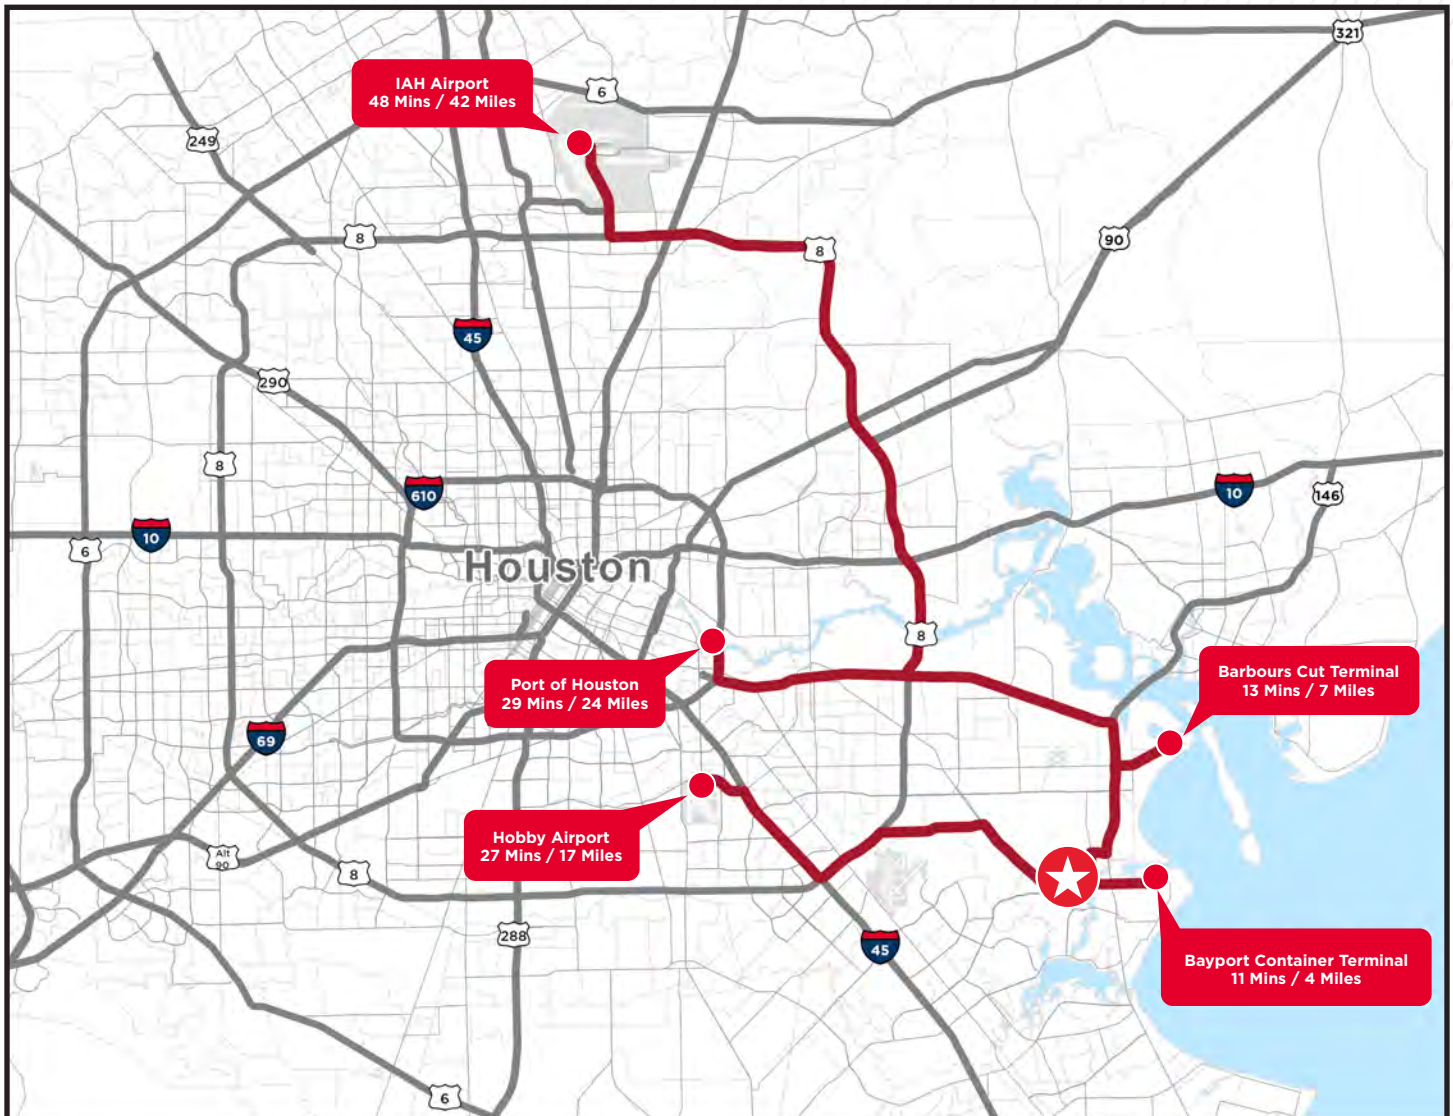 321
IAH Airport
48 Mins / 42 Miles
6
249
8
8
90
45
290
8
610
10
146
10
6
Houston
8
Port of Houston
29 Mins / 24 Miles
Barbours Cut Terminal
13 Mins / 7 Miles
69
Hobby Airport
27 Mins / 17 Miles
Alt
90
8
288
45
Bayport Container Terminal
11 Mins / 4 Miles
6